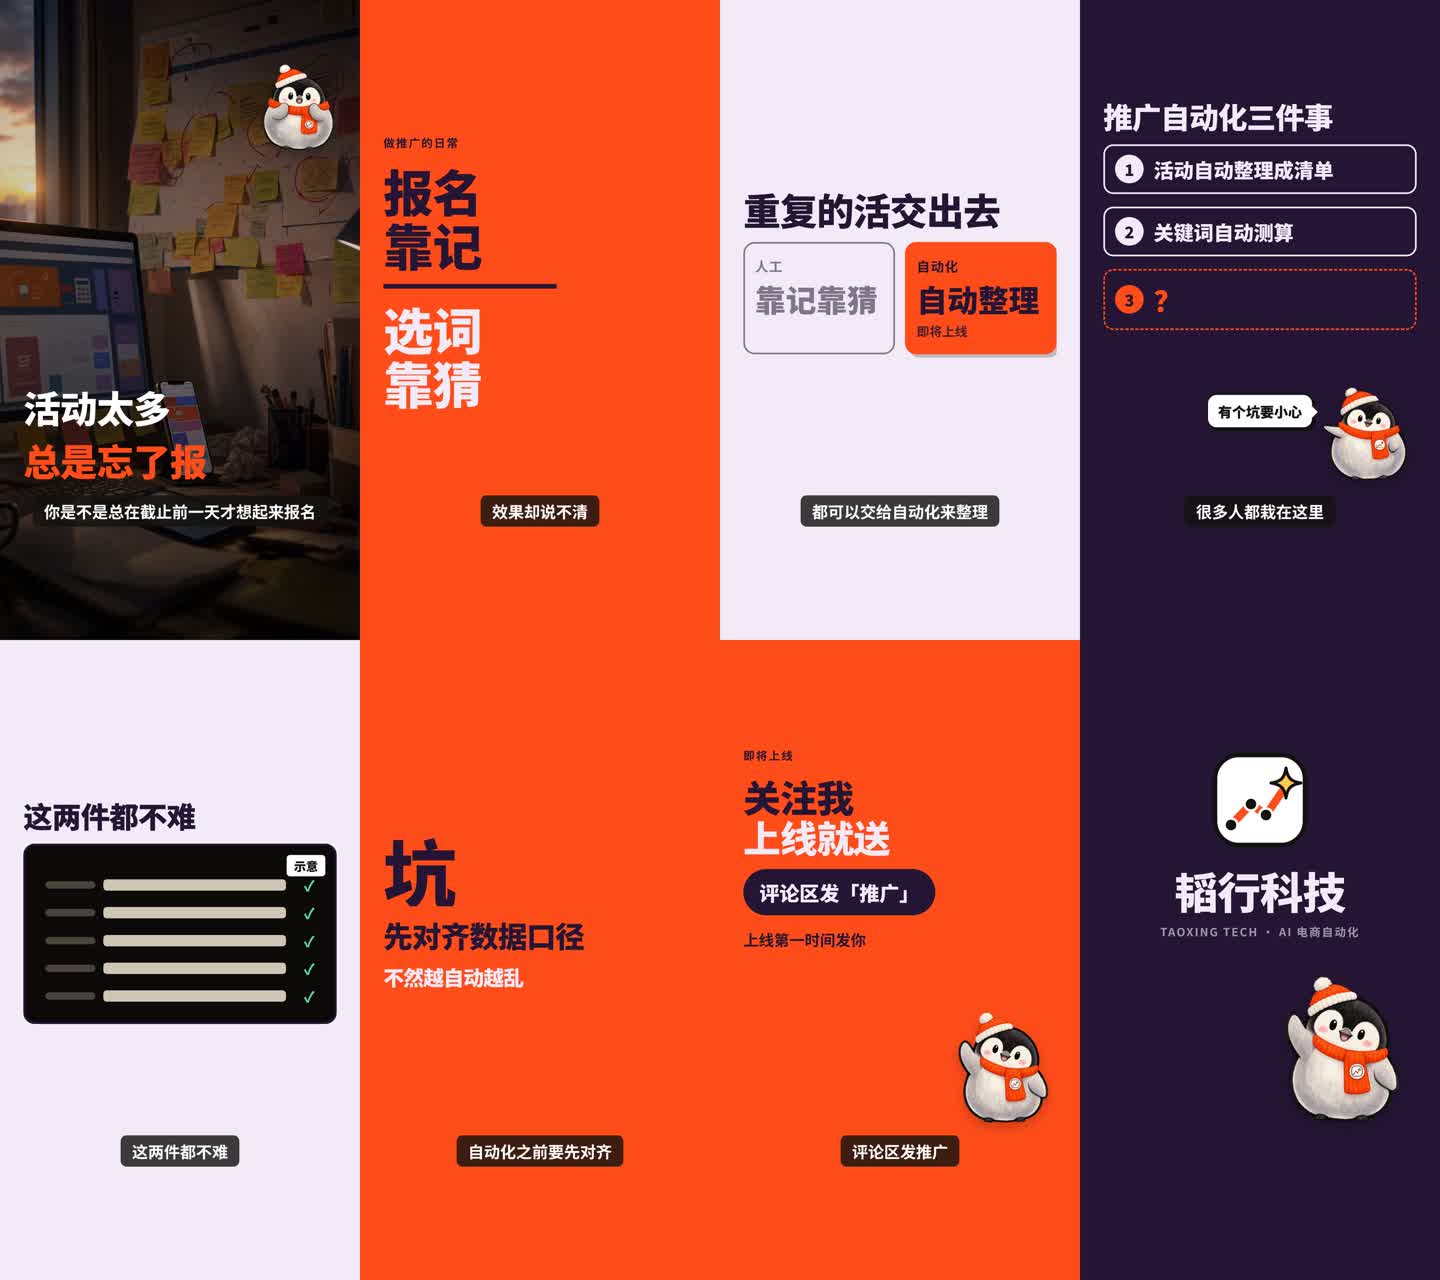 活动太多
总是忘了报
你是不是总在截止前一天才想起来报名
做推广的日常
报名
靠记
选词
靠猜
效果却说不清
重复的活交出去
人工
靠记靠猜
自动化
自动整理
即将上线
都可以交给自动化来整理
推广自动化三件事
1 活动自动整理成清单
2 关键词自动测算
3 ?
有个坑要小心
很多人都栽在这里
这两件都不难
示意
这两件都不难
坑
先对齐数据口径
不然越自动越乱
自动化之前要先对齐
即将上线
关注我
上线就送
评论区发「推广」
上线第一时间发你
评论区发推广
韬行科技
TAOXING TECH · AI 电商自动化